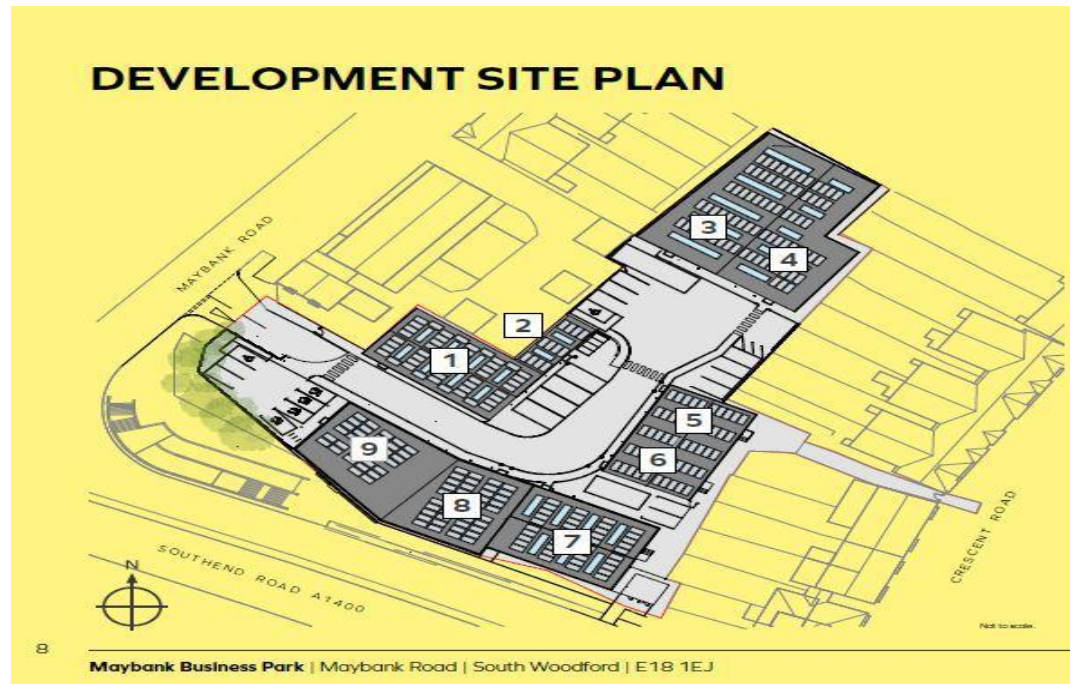 DEVELOPMENT SITE PLAN
MAYBANK ROAD
3
4
2
1
5
6
9
8
7
SOUTHEND ROAD A1400
CRESCENT ROAD
N
Not to scale.
8
Maybank Business Park | Maybank Road | South Woodford | E18 1EJ